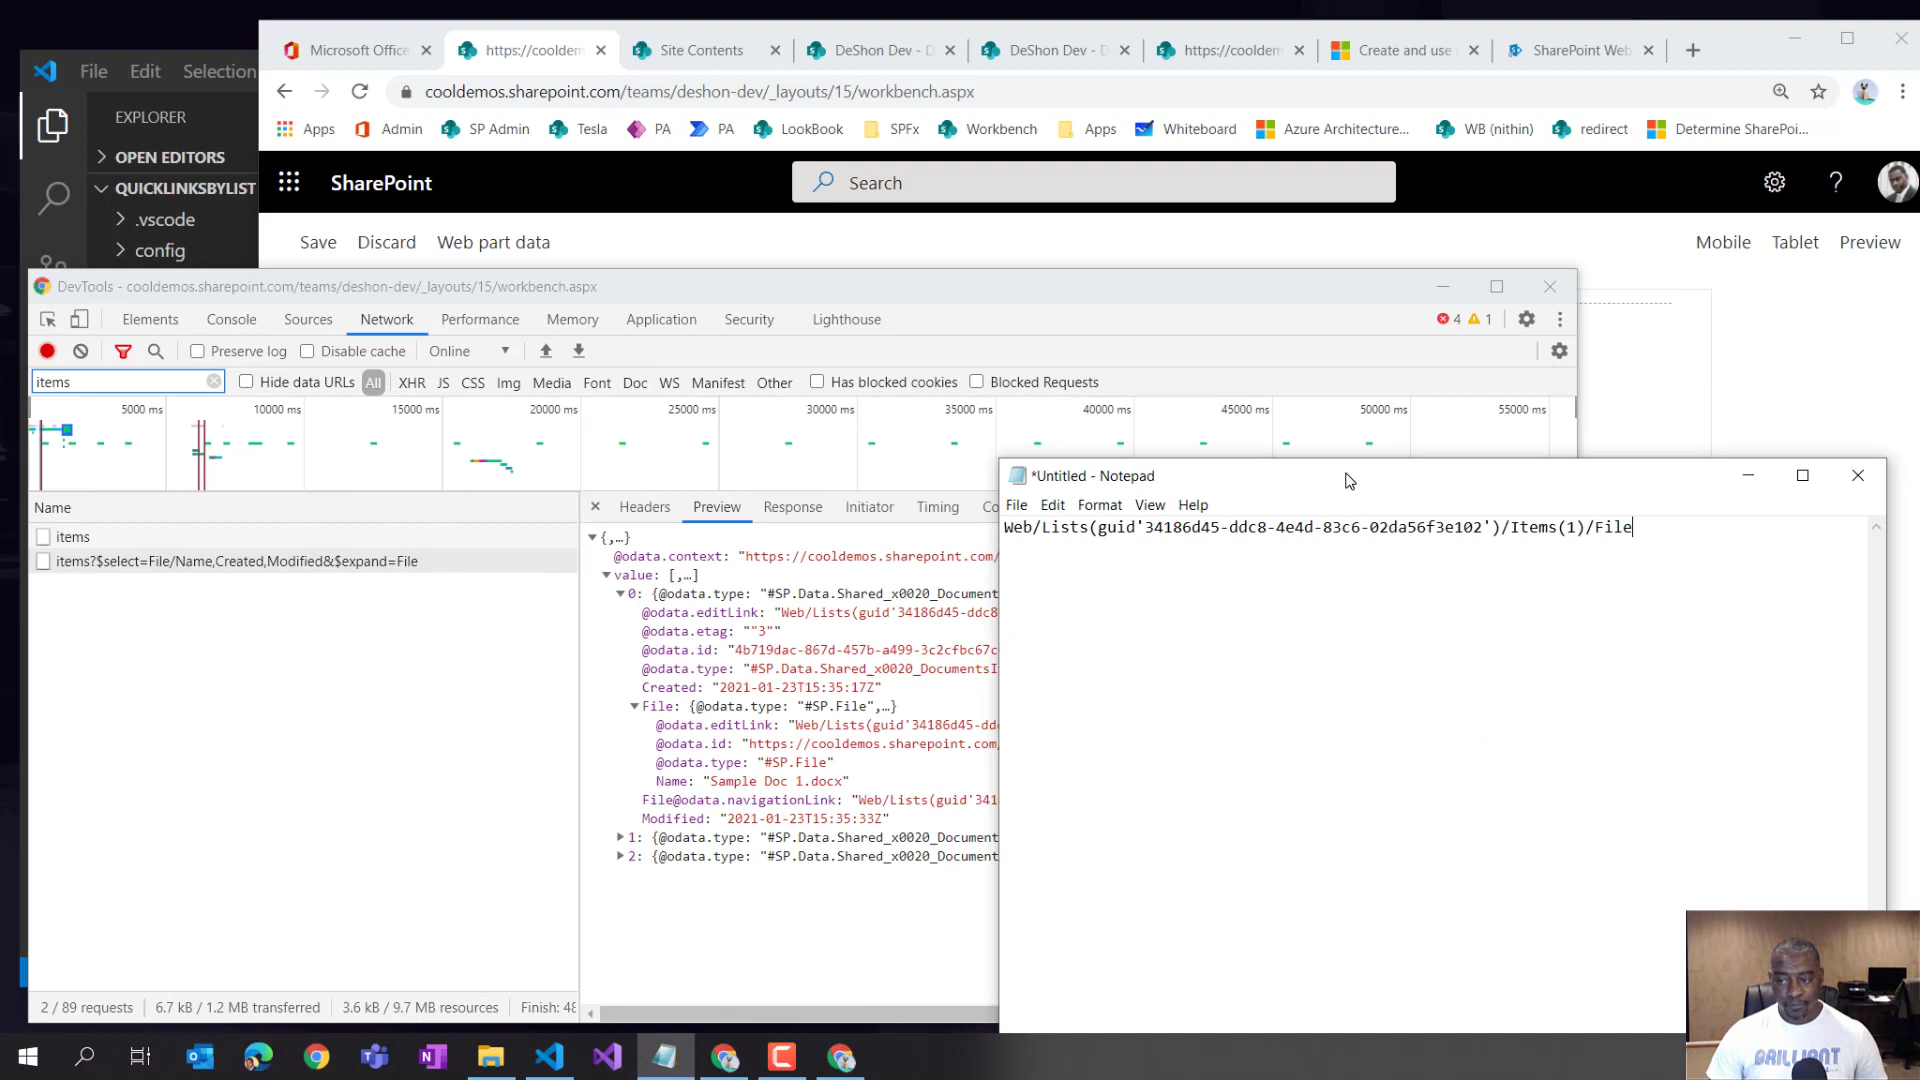 Microsoft Office
https://cooldem
Site Contents
DeShon Dev - D
DeShon Dev - D
https://cooldem
Create and use
SharePoint Web
File Edit Selection
cooldemos.sharepoint.com/teams/deshon-dev/_layouts/15/workbench.aspx
EXPLORER
Apps Admin SP Admin Tesla PA PA LookBook SPFx Workbench Apps Whiteboard Azure Architecture... WB (nithin) redirect Determine SharePoi...
OPEN EDITORS
QUICKLINKSBYLIST
.vscode
config
SharePoint
Search
Save Discard Web part data
Mobile Tablet Preview
DevTools - cooldemos.sharepoint.com/teams/deshon-dev/_layouts/15/workbench.aspx
Elements Console Sources Network Performance Memory Application Security Lighthouse
4 1
Preserve log Disable cache Online
items
Hide data URLs All XHR JS CSS Img Media Font Doc WS Manifest Other Has blocked cookies Blocked Requests
5000 ms 10000 ms 15000 ms 20000 ms 25000 ms 30000 ms 35000 ms 40000 ms 45000 ms 50000 ms 55000 ms
Name
items
items?$select=File/Name,Created,Modified&$expand=File
Headers Preview Response Initiator Timing Co
{,…}
@odata.context: "https://cooldemos.sharepoint.com/
value: [,…]
0: {@odata.type: "#SP.Data.Shared_x0020_Document
@odata.editLink: "Web/Lists(guid'34186d45-ddc8
@odata.etag: ""3""
@odata.id: "4b719dac-867d-457b-a499-3c2cfbc67c
@odata.type: "#SP.Data.Shared_x0020_DocumentsI
Created: "2021-01-23T15:35:17Z"
File: {@odata.type: "#SP.File",…}
@odata.editLink: "Web/Lists(guid'34186d45-ddc
@odata.id: "https://cooldemos.sharepoint.com/
@odata.type: "#SP.File"
Name: "Sample Doc 1.docx"
File@odata.navigationLink: "Web/Lists(guid'341
Modified: "2021-01-23T15:35:33Z"
1: {@odata.type: "#SP.Data.Shared_x0020_Document
2: {@odata.type: "#SP.Data.Shared_x0020_Document
2 / 89 requests 6.7 kB / 1.2 MB transferred 3.6 kB / 9.7 MB resources Finish: 48
*Untitled - Notepad
File Edit Format View Help
Web/Lists(guid'34186d45-ddc8-4e4d-83c6-02da56f3e102')/Items(1)/File
BRILLIANT